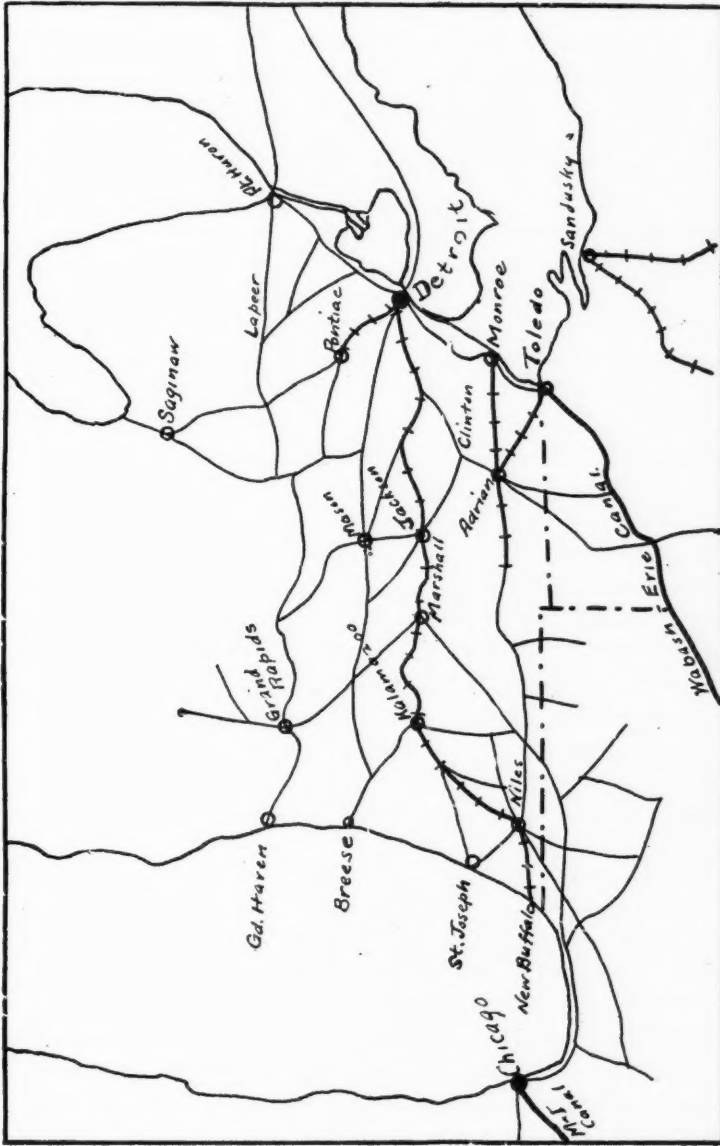 Pt. Huron
Lapeer
Saginaw
Pontiac
Detroit
Monroe
Toledo
Sandusky
Clinton
Adrian
Mason
Jackson
Marshall
Grand
Rapids
Kalamazoo
Gd. Haven
Breese
St. Joseph
Niles
New Buffalo
Chicago
M & I
Canal
Wabash Erie Canal